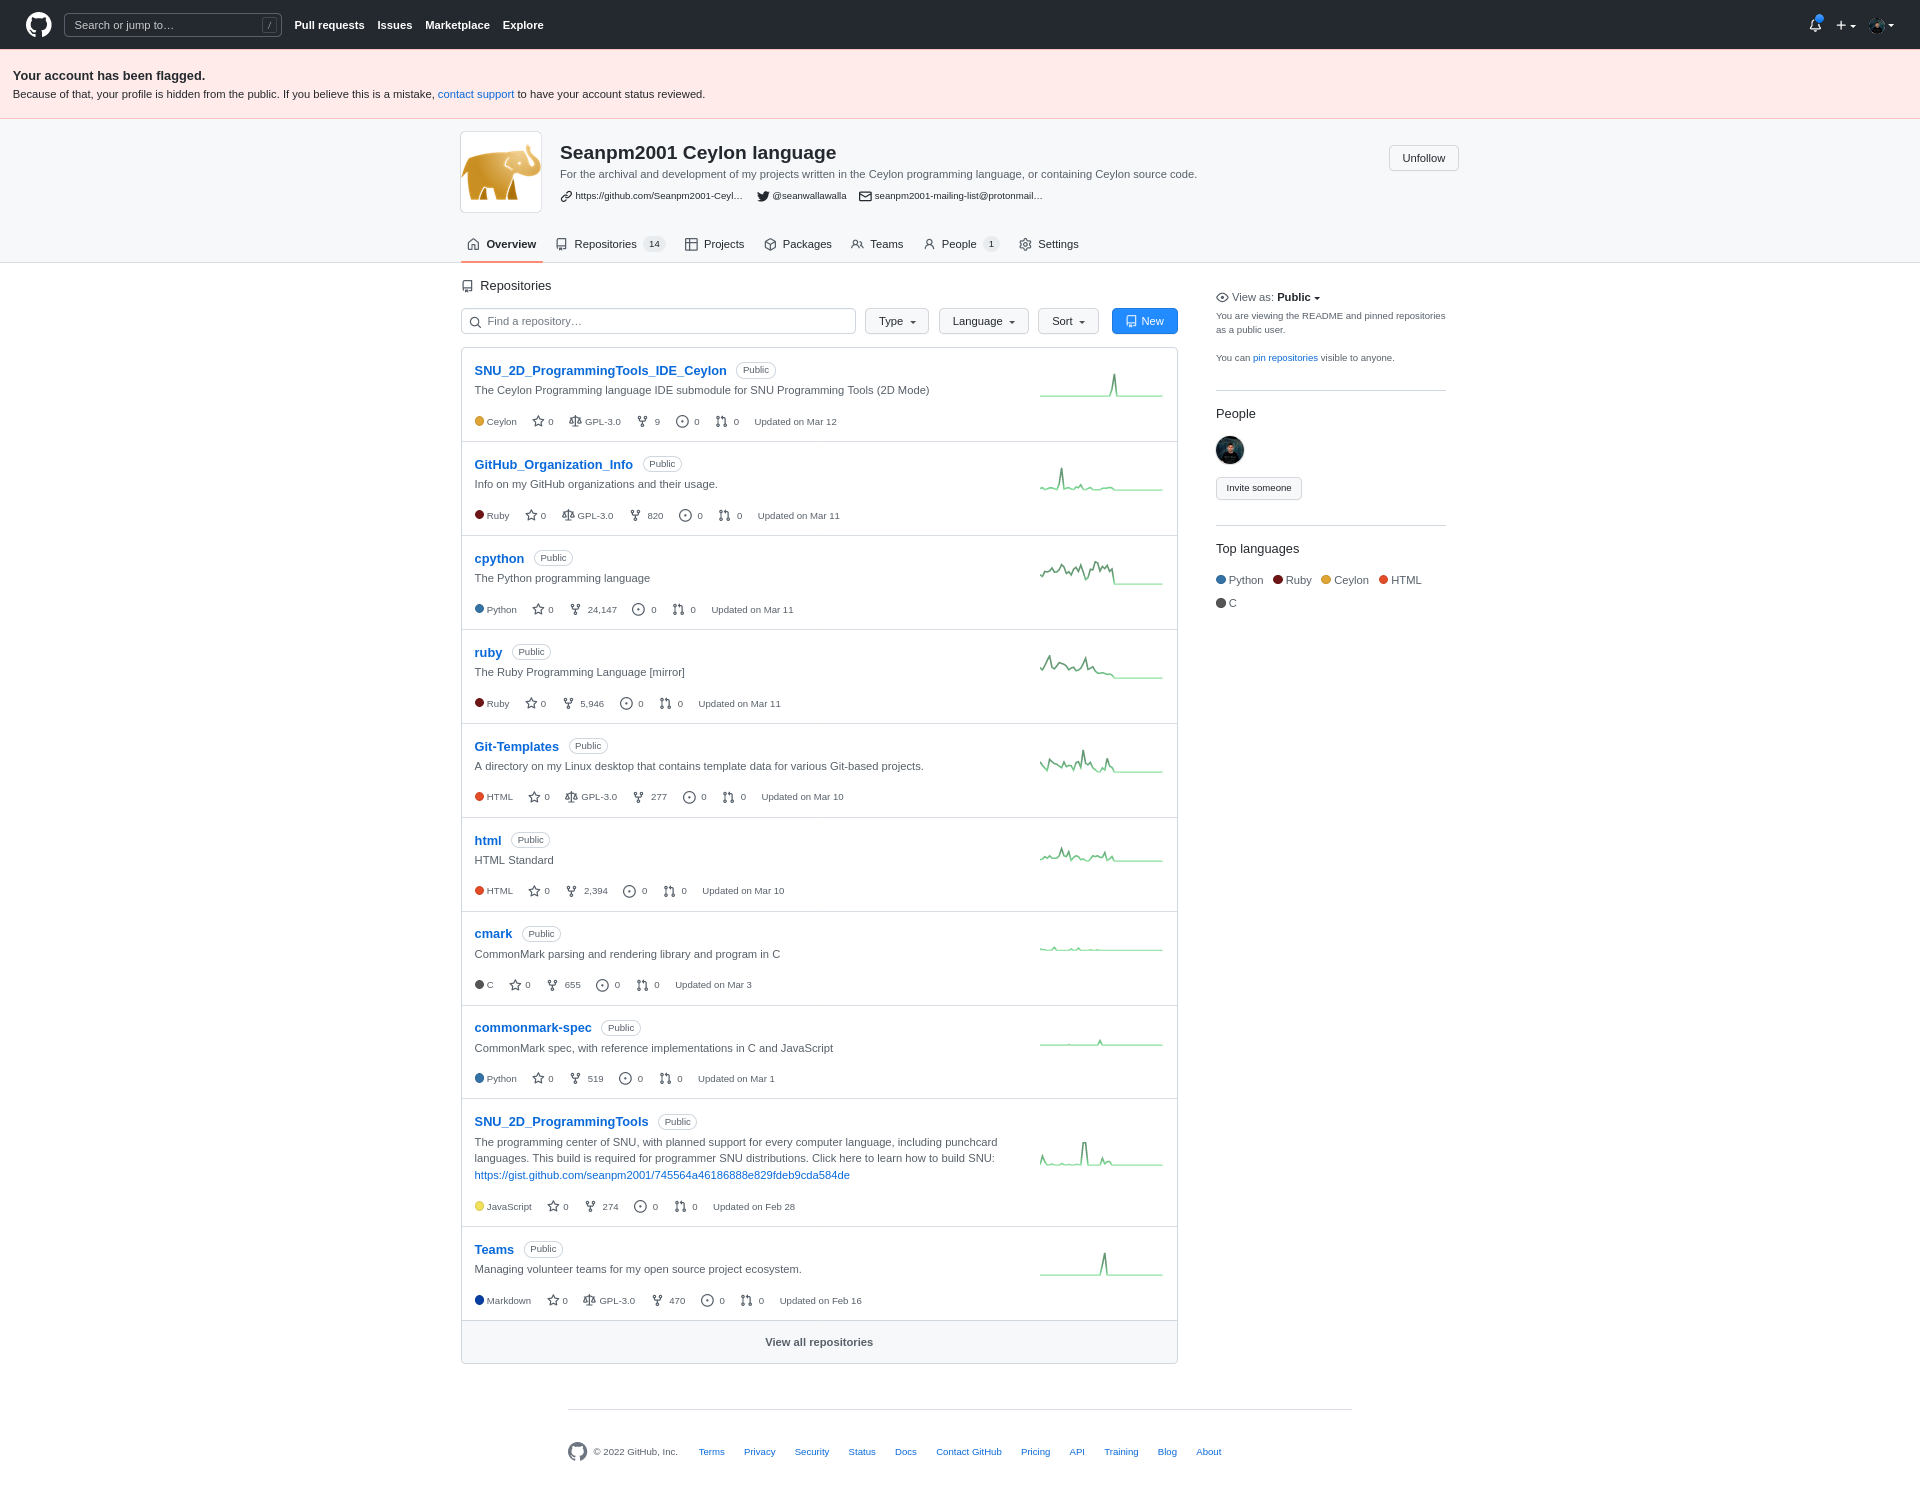 Search or jump to… /
Pull requests Issues Marketplace Explore
Your account has been flagged.
Because of that, your profile is hidden from the public. If you believe this is a mistake, contact support to have your account status reviewed.
Seanpm2001 Ceylon language
For the archival and development of my projects written in the Ceylon programming language, or containing Ceylon source code.
https://github.com/Seanpm2001-Ceyl… @seanwallawalla seanpm2001-mailing-list@protonmail…
Unfollow
Overview Repositories 14 Projects Packages Teams People 1 Settings
Repositories
Find a repository… Type Language Sort New
SNU_2D_ProgrammingTools_IDE_Ceylon Public
The Ceylon Programming language IDE submodule for SNU Programming Tools (2D Mode)
Ceylon 0 GPL-3.0 9 0 0 Updated on Mar 12
GitHub_Organization_Info Public
Info on my GitHub organizations and their usage.
Ruby 0 GPL-3.0 820 0 0 Updated on Mar 11
cpython Public
The Python programming language
Python 0 24,147 0 0 Updated on Mar 11
ruby Public
The Ruby Programming Language [mirror]
Ruby 0 5,946 0 0 Updated on Mar 11
Git-Templates Public
A directory on my Linux desktop that contains template data for various Git-based projects.
HTML 0 GPL-3.0 277 0 0 Updated on Mar 10
html Public
HTML Standard
HTML 0 2,394 0 0 Updated on Mar 10
cmark Public
CommonMark parsing and rendering library and program in C
C 0 655 0 0 Updated on Mar 3
commonmark-spec Public
CommonMark spec, with reference implementations in C and JavaScript
Python 0 519 0 0 Updated on Mar 1
SNU_2D_ProgrammingTools Public
The programming center of SNU, with planned support for every computer language, including punchcard
languages. This build is required for programmer SNU distributions. Click here to learn how to build SNU:
https://gist.github.com/seanpm2001/745564a46186888e829fdeb9cda584de
JavaScript 0 274 0 0 Updated on Feb 28
Teams Public
Managing volunteer teams for my open source project ecosystem.
Markdown 0 GPL-3.0 470 0 0 Updated on Feb 16
View all repositories
View as: Public
You are viewing the README and pinned repositories
as a public user.
You can pin repositories visible to anyone.
People
Invite someone
Top languages
Python Ruby Ceylon HTML
C
© 2022 GitHub, Inc. Terms Privacy Security Status Docs Contact GitHub Pricing API Training Blog About